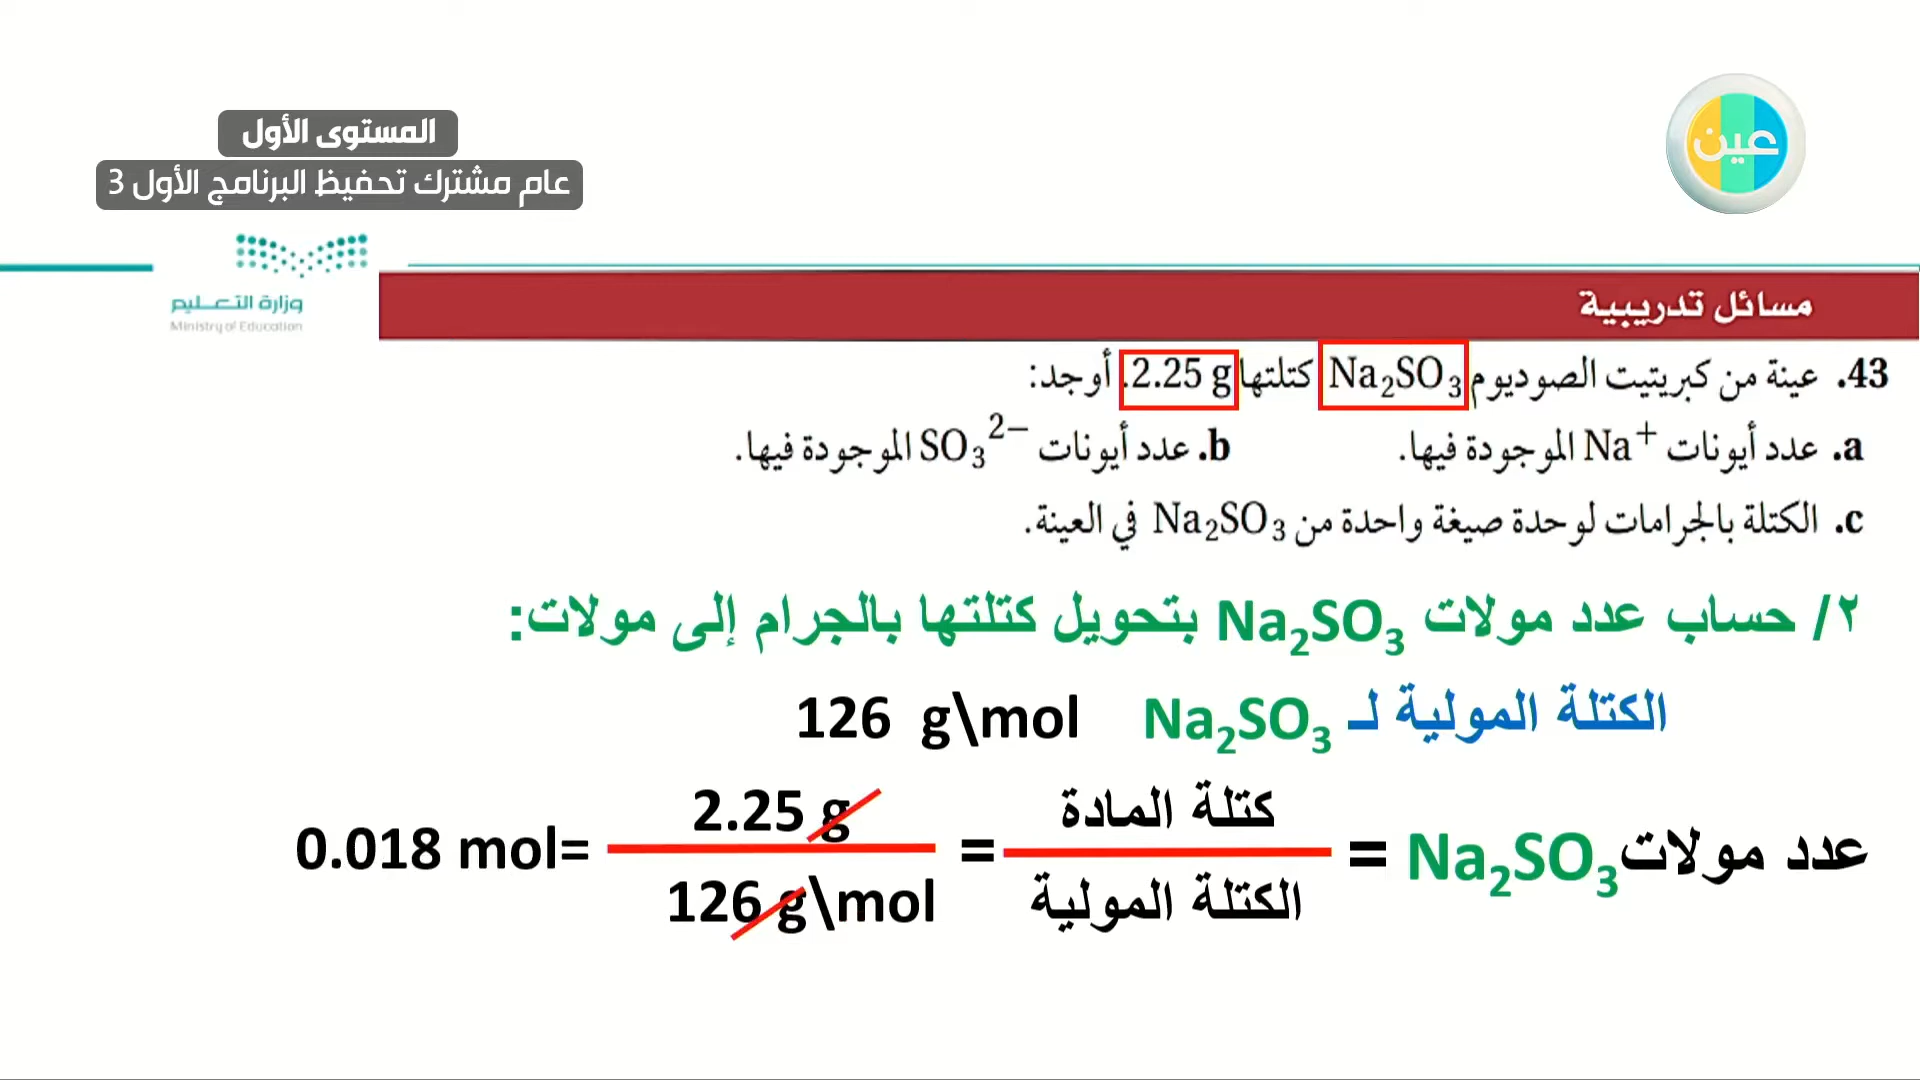 المستوى الأول
عام مشترك تحفيظ البرنامج الأول 3
عين
وزارة التعليم
Ministry of Education
مسائل تدريبية
43. عينة من كبريتيت الصوديوم Na₂SO₃ كتلتها 2.25 g. أوجد:
a. عدد أيونات Na⁺ الموجودة فيها. b. عدد أيونات SO₃²⁻ الموجودة فيها.
c. الكتلة بالجرامات لوحدة صيغة واحدة من Na₂SO₃ في العينة.
٢/ حساب عدد مولات Na₂SO₃ بتحويل كتلتها بالجرام إلى مولات:
الكتلة المولية لـ Na₂SO₃ 126 g\mol
عدد مولات Na₂SO₃ = كتلة المادة / الكتلة المولية = 2.25 g / 126 g\mol = 0.018 mol